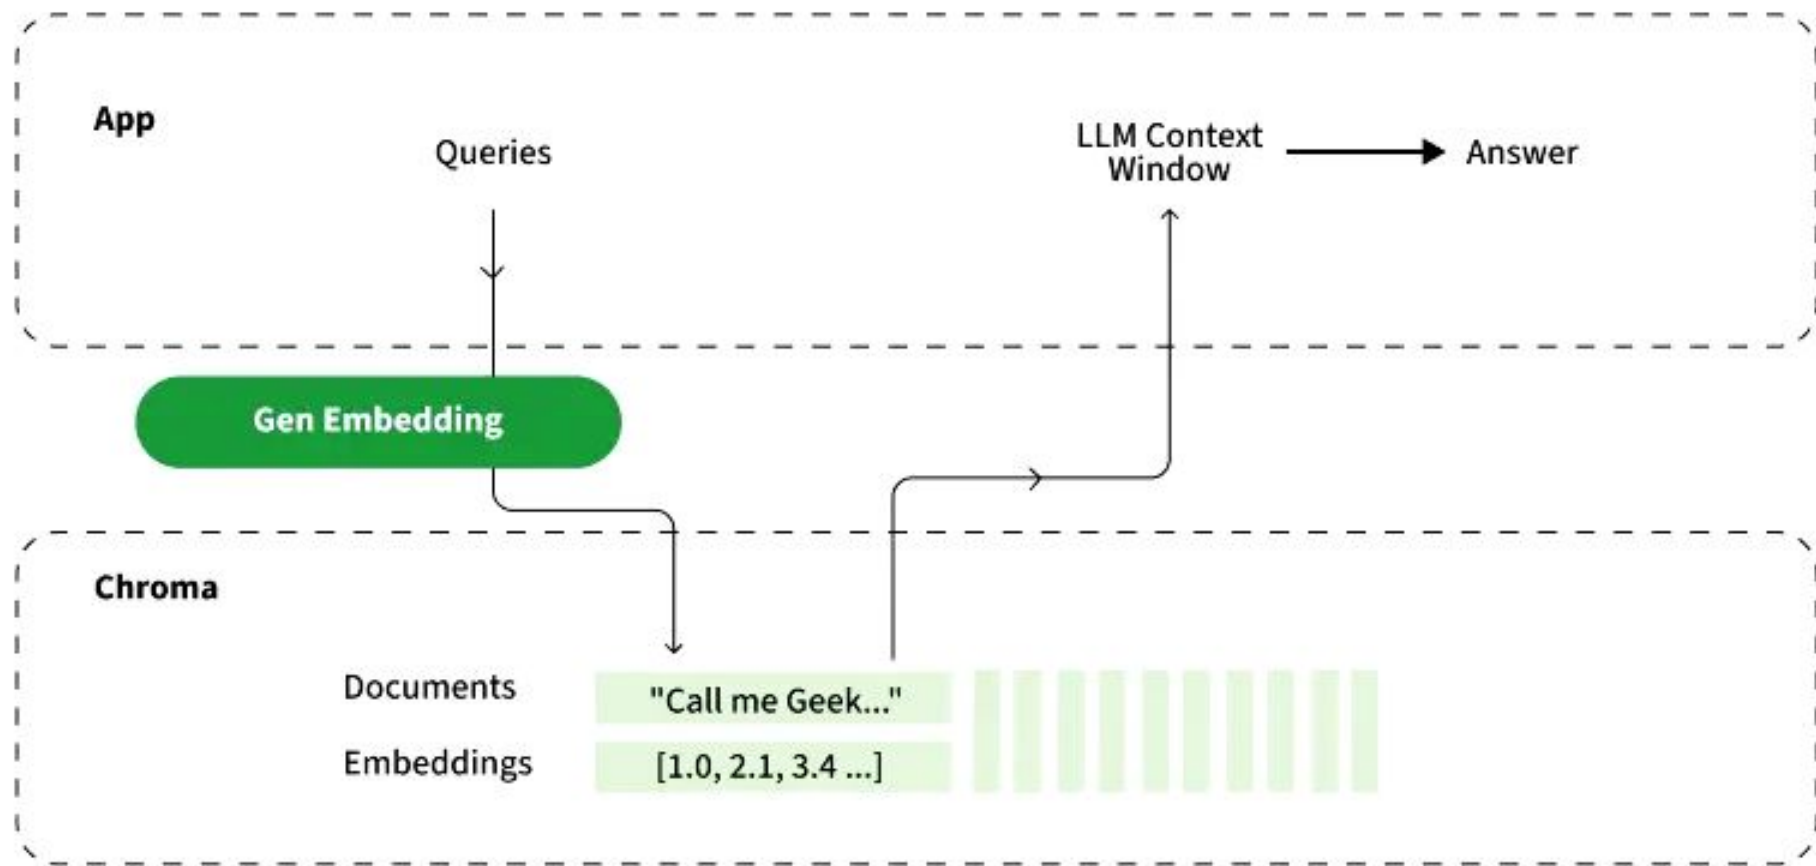 App
Queries
LLM Context
Window
Answer
Gen Embedding
Chroma
Documents
"Call me Geek..."
Embeddings
[1.0, 2.1, 3.4 ...]